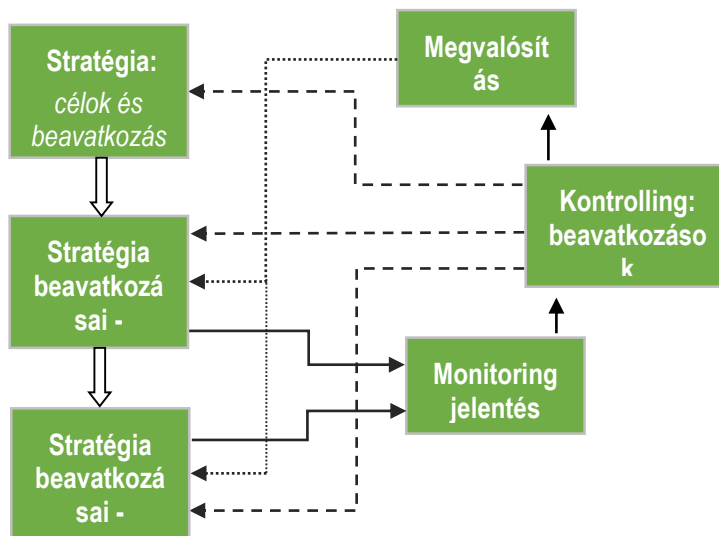 Stratégia:
célok és
beavatkozás
Megvalósít
ás
Kontrolling:
beavatkozáso
k
Stratégia
beavatkozá
sai -
Monitoring
jelentés
Stratégia
beavatkozá
sai -